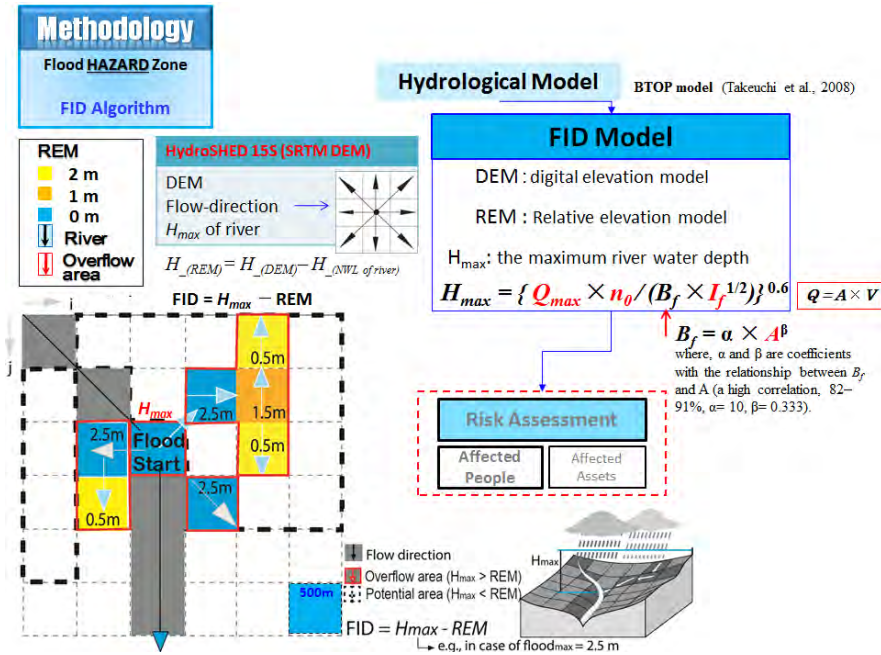 Methodology
Flood HAZARD Zone
FID Algorithm
Hydrological Model
BTOP model (Takeuchi et al., 2008)
FID Model
DEM : digital elevation model
REM : Relative elevation model
Hmax: the maximum river water depth
Hmax = { Qmax × n0 /(Bf × If^1/2)}^0.6
Q = A × V
Bf = α × A^β
where, α and β are coefficients
with the relationship between Bf
and A (a high correlation, 82–
91%, α= 10, β= 0.333).
REM
2 m
1 m
0 m
River
Overflow
area
HydroSHED 15S (SRTM DEM)
DEM
Flow-direction
Hmax of river
H_(REM) = H_(DEM) – H_(NWL of river)
FID = Hmax – REM
i
j
0.5m
Hmax
2.5m
1.5m
2.5m
Flood
Start
0.5m
0.5m
2.5m
500m
Risk Assessment
Affected
People
Affected
Assets
Flow direction
Overflow area (Hmax > REM)
Potential area (Hmax < REM)
FID = Hmax - REM
e.g., in case of floodmax = 2.5 m
Hmax